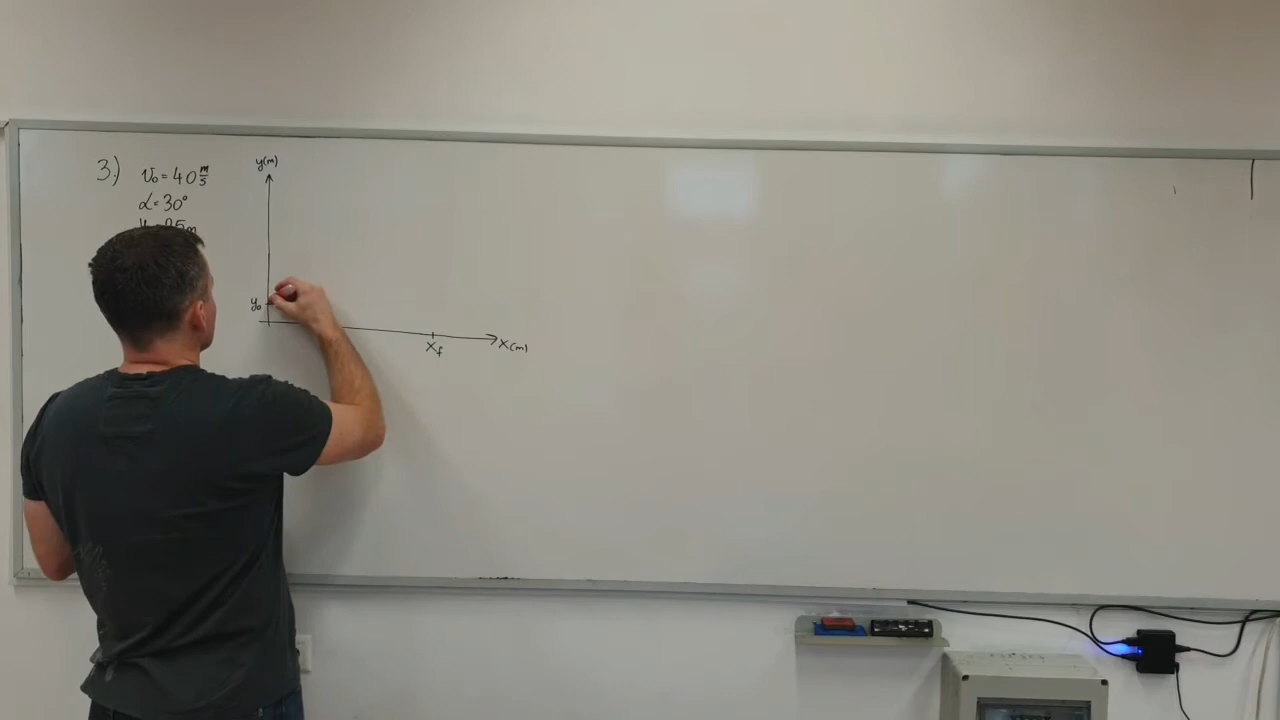 3.) v₀ = 40 m/s
α = 30°
y(m)
y₀
x_f
x(m)